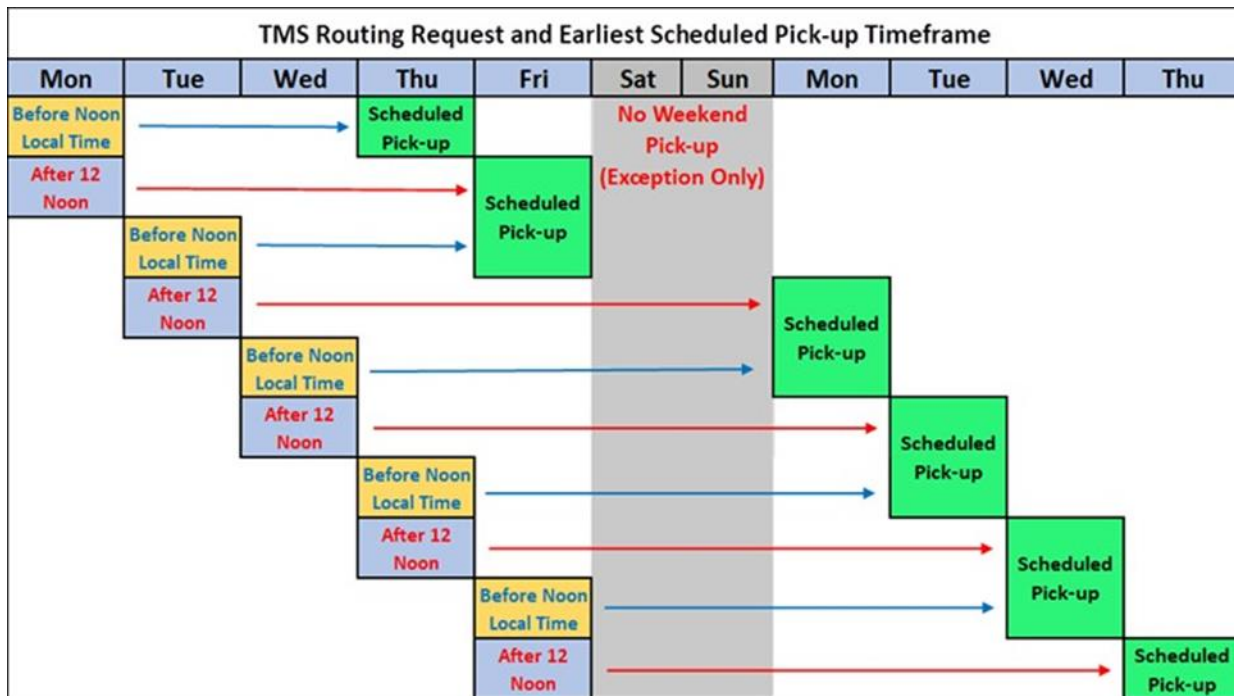 TMS Routing Request and Earliest Scheduled Pick-up Timeframe
Mon Tue Wed Thu Fri Sat Sun Mon Tue Wed Thu
Before Noon
Local Time
Scheduled
Pick-up
No Weekend
Pick-up
(Exception Only)
After 12
Noon
Scheduled
Pick-up
Before Noon
Local Time
After 12
Noon
Scheduled
Pick-up
Before Noon
Local Time
After 12
Noon
Scheduled
Pick-up
Before Noon
Local Time
After 12
Noon
Scheduled
Pick-up
Before Noon
Local Time
After 12
Noon
Scheduled
Pick-up